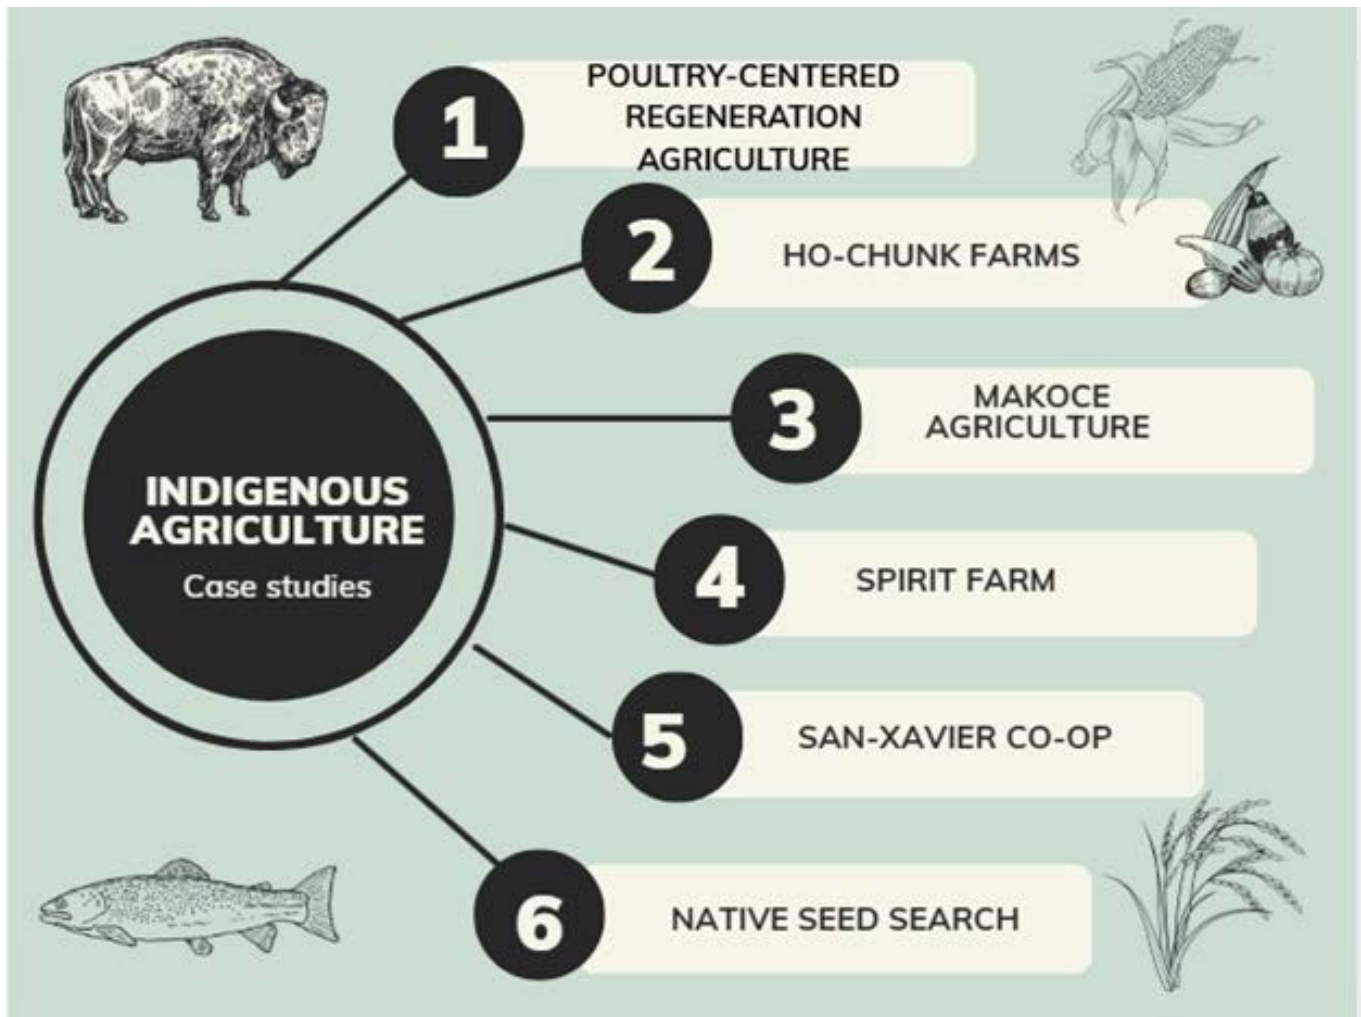 1
POULTRY-CENTERED
REGENERATION
AGRICULTURE
2
HO-CHUNK FARMS
3
MAKOCE
AGRICULTURE
INDIGENOUS
AGRICULTURE
Case studies
4
SPIRIT FARM
5
SAN-XAVIER CO-OP
6
NATIVE SEED SEARCH